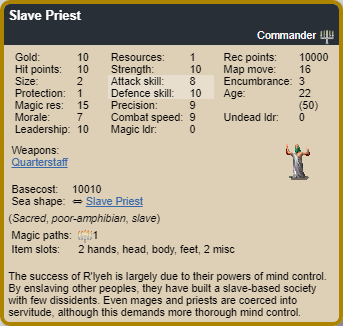 Slave Priest
Commander
Gold: 10 Resources: 1 Rec points: 10000
Hit points: 10 Strength: 10 Map move: 16
Size: 2 Attack skill: 8 Encumbrance: 3
Protection: 1 Defence skill: 10 Age: 22
Magic res: 15 Precision: 9 (50)
Morale: 7 Combat speed: 9 Undead ldr: 0
Leadership: 10 Magic ldr: 0
Weapons:
Quarterstaff
Basecost: 10010
Sea shape: ⇔ Slave Priest
(Sacred, poor-amphibian, slave)
Magic paths: 1
Item slots: 2 hands, head, body, feet, 2 misc
The success of R'lyeh is largely due to their powers of mind control.
By enslaving other peoples, they have built a slave-based society
with few dissidents. Even mages and priests are coerced into
servitude, although this demands more thorough mind control.